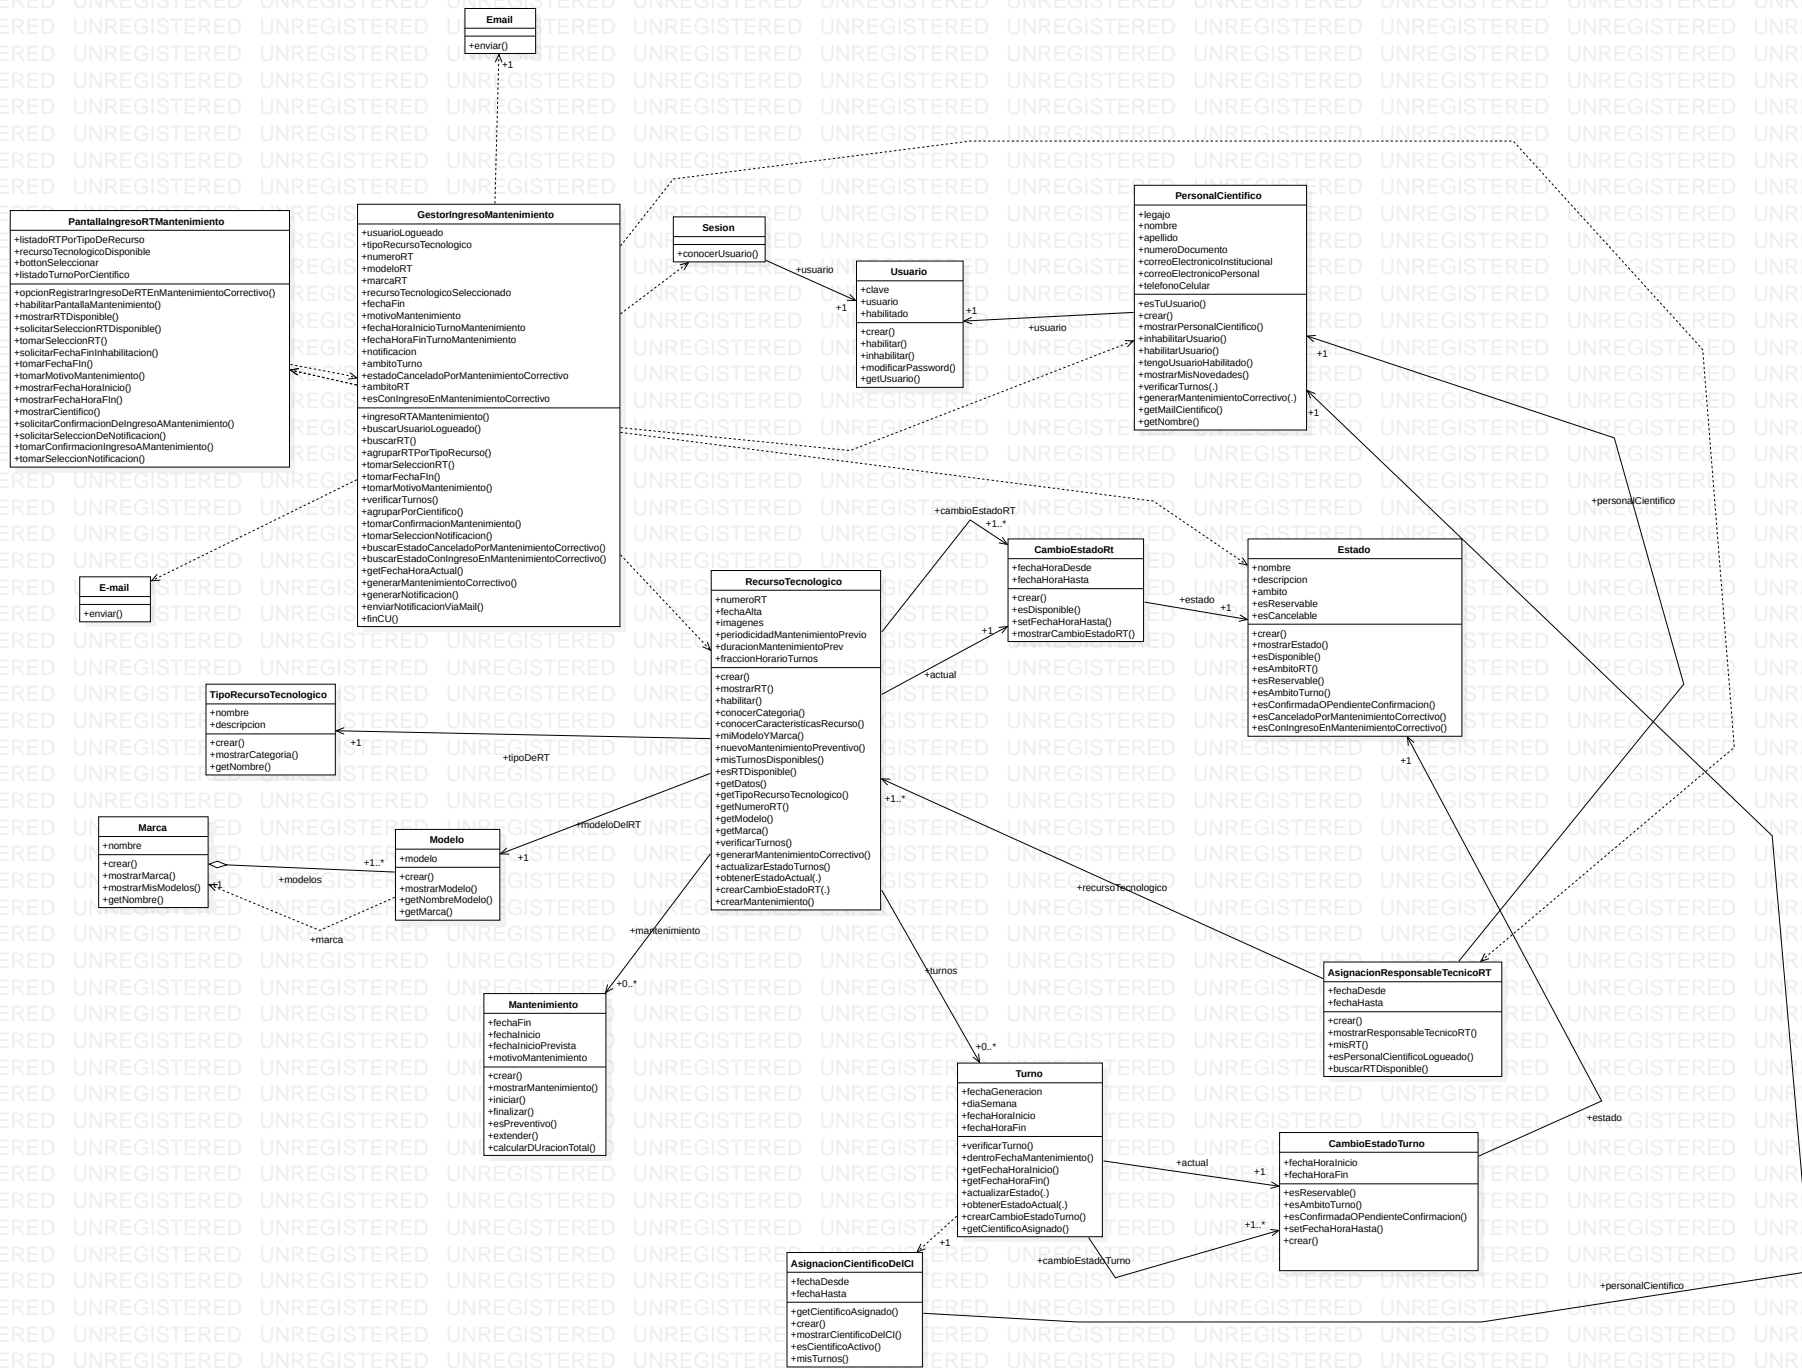 Email
+enviar()
+1
PantallaIngresoRTMantenimiento
+listadoRTPorTipoDeRecurso
+recursoTecnologicoDisponible
+bottonSeleccionar
+listadoTurnoPorCientifico
+opcionRegistrarIngresoDeRTEnMantenimientoCorrectivo()
+habilitarPantallaMantenimiento()
+mostrarRTDisponible()
+solicitarSeleccionRTDisponible()
+tomarSeleccionRT()
+solicitarFechaFinInhabilitacion()
+tomarFechaFIn()
+tomarMotivoMantenimiento()
+mostrarFechaHoraInicio()
+mostrarFechaHoraFIn()
+mostrarCientifico()
+solicitarConfirmacionDeIngresoAMantenimiento()
+solicitarSeleccionDeNotificacion()
+tomarConfirmacionIngresoAMantenimiento()
+tomarSeleccionNotificacion()
GestorIngresoMantenimiento
+usuarioLogueado
+tipoRecursoTecnologico
+numeroRT
+modeloRT
+marcaRT
+recursoTecnologicoSeleccionado
+fechaFin
+motivoMantenimiento
+fechaHoraInicioTurnoMantenimiento
+fechaHoraFinTurnoMantenimiento
+notificacion
+ambitoTurno
+estadoCanceladoPorMantenimientoCorrectivo
+ambitoRT
+esConIngresoEnMantenimientoCorrectivo
+ingresoRTAMantenimiento()
+buscarUsuarioLogueado()
+buscarRT()
+agruparRTPorTipoRecurso()
+tomarSeleccionRT()
+tomarFechaFIn()
+tomarMotivoMantenimiento()
+verificarTurnos()
+agruparPorCientifico()
+tomarConfirmacionMantenimiento()
+tomarSeleccionNotificacion()
+buscarEstadoCanceladoPorMantenimientoCorrectivo()
+buscarEstadoConIngresoEnMantenimientoCorrectivo()
+getFechaHoraActual()
+generarMantenimientoCorrectivo()
+generarNotificacion()
+enviarNotificacionViaMail()
+finCU()
Sesion
+conocerUsuario()
+usuario
+1
Usuario
+clave
+usuario
+habilitado
+crear()
+habilitar()
+inhabilitar()
+modificarPassword()
+getUsuario()
+1
+usuario
PersonalCientifico
+legajo
+nombre
+apellido
+numeroDocumento
+correoElectronicoInstitucional
+correoElectronicoPersonal
+telefonoCelular
+esTuUsuario()
+crear()
+mostrarPersonalCientifico()
+inhabilitarUsuario()
+habilitarUsuario()
+tengoUsuarioHabilitado()
+mostrarMisNovedades()
+verificarTurnos(.)
+generarMantenimientoCorrectivo(.)
+getMailCientifico()
+getNombre()
+1
+1
+personalCientifico
E-mail
+enviar()
+cambioEstadoRT
+1..*
CambioEstadoRt
+fechaHoraDesde
+fechaHoraHasta
+crear()
+esDisponible()
+setFechaHoraHasta()
+mostrarCambioEstadoRT()
+1
+actual
+estado
+1
Estado
+nombre
+descripcion
+ambito
+esReservable
+esCancelable
+crear()
+mostrarEstado()
+esDisponible()
+esAmbitoRT()
+esReservable()
+esAmbitoTurno()
+esConfirmadaOPendienteConfirmacion()
+esCanceladoPorMantenimientoCorrectivo()
+esConIngresoEnMantenimientoCorrectivo()
+1
RecursoTecnologico
+numeroRT
+fechaAlta
+imagenes
+periodicidadMantenimientoPrevio
+duracionMantenimientoPrev
+fraccionHorarioTurnos
+crear()
+mostrarRT()
+habilitar()
+conocerCategoria()
+conocerCaracteristicasRecurso()
+miModeloYMarca()
+nuevoMantenimientoPreventivo()
+misTurnosDisponibles()
+esRTDisponible()
+getDatos()
+getTipoRecursoTecnologico()
+getNumeroRT()
+getModelo()
+getMarca()
+verificarTurnos()
+generarMantenimientoCorrectivo()
+actualizarEstadoTurnos()
+obtenerEstadoActual(.)
+crearCambioEstadoRT(.)
+crearMantenimiento()
TipoRecursoTecnologico
+nombre
+descripcion
+crear()
+mostrarCategoria()
+getNombre()
+1
+tipoDeRT
+modeloDelRT
+1
+1..*
+recursoTecnologico
Marca
+nombre
+crear()
+mostrarMarca()
+mostrarMisModelos()
+getNombre()
+1
+modelos
+1..*
+marca
Modelo
+modelo
+crear()
+mostrarModelo()
+getNombreModelo()
+getMarca()
+mantenimiento
+0..*
Mantenimiento
+fechaFin
+fechaInicio
+fechaInicioPrevista
+motivoMantenimiento
+crear()
+mostrarMantenimiento()
+iniciar()
+finalizar()
+esPreventivo()
+extender()
+calcularDUracionTotal()
+turnos
+0..*
Turno
+fechaGeneracion
+diaSemana
+fechaHoraInicio
+fechaHoraFin
+verificarTurno()
+dentroFechaMantenimiento()
+getFechaHoraInicio()
+getFechaHoraFin()
+actualizarEstado(.)
+obtenerEstadoActual(.)
+crearCambioEstadoTurno()
+getCientificoAsignado()
AsignacionResponsableTecnicoRT
+fechaDesde
+fechaHasta
+crear()
+mostrarResponsableTecnicoRT()
+misRT()
+esPersonalCientificoLogueado()
+buscarRTDisponible()
+estado
+actual
+1
+1..*
+cambioEstadoTurno
CambioEstadoTurno
+fechaHoraInicio
+fechaHoraFin
+esReservable()
+esAmbitoTurno()
+esConfirmadaOPendienteConfirmacion()
+setFechaHoraHasta()
+crear()
+1
AsignacionCientificoDelCI
+fechaDesde
+fechaHasta
+getCientificoAsignado()
+crear()
+mostrarCientificoDelCI()
+esCientificoActivo()
+misTurnos()
+personalCientifico
UNREGISTERED